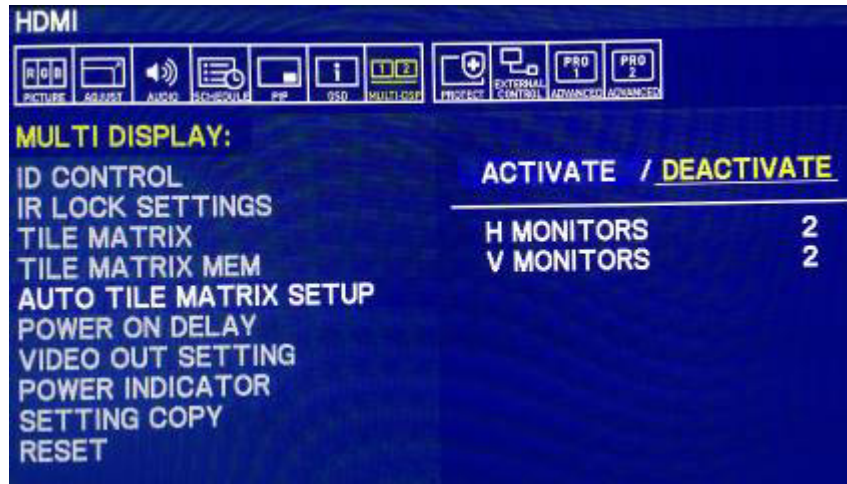 HDMI
RGB
PICTURE
ADJUST
AUDIO
SCHEDULE
PIP
i
OSD
1 2
MULTI-DSP
PROTECT
EXTERNAL
CONTROL
PRO
1
ADVANCED
PRO
2
ADVANCED
MULTI DISPLAY:
ID CONTROL
IR LOCK SETTINGS
TILE MATRIX
TILE MATRIX MEM
AUTO TILE MATRIX SETUP
POWER ON DELAY
VIDEO OUT SETTING
POWER INDICATOR
SETTING COPY
RESET
ACTIVATE / DEACTIVATE
H MONITORS 2
V MONITORS 2